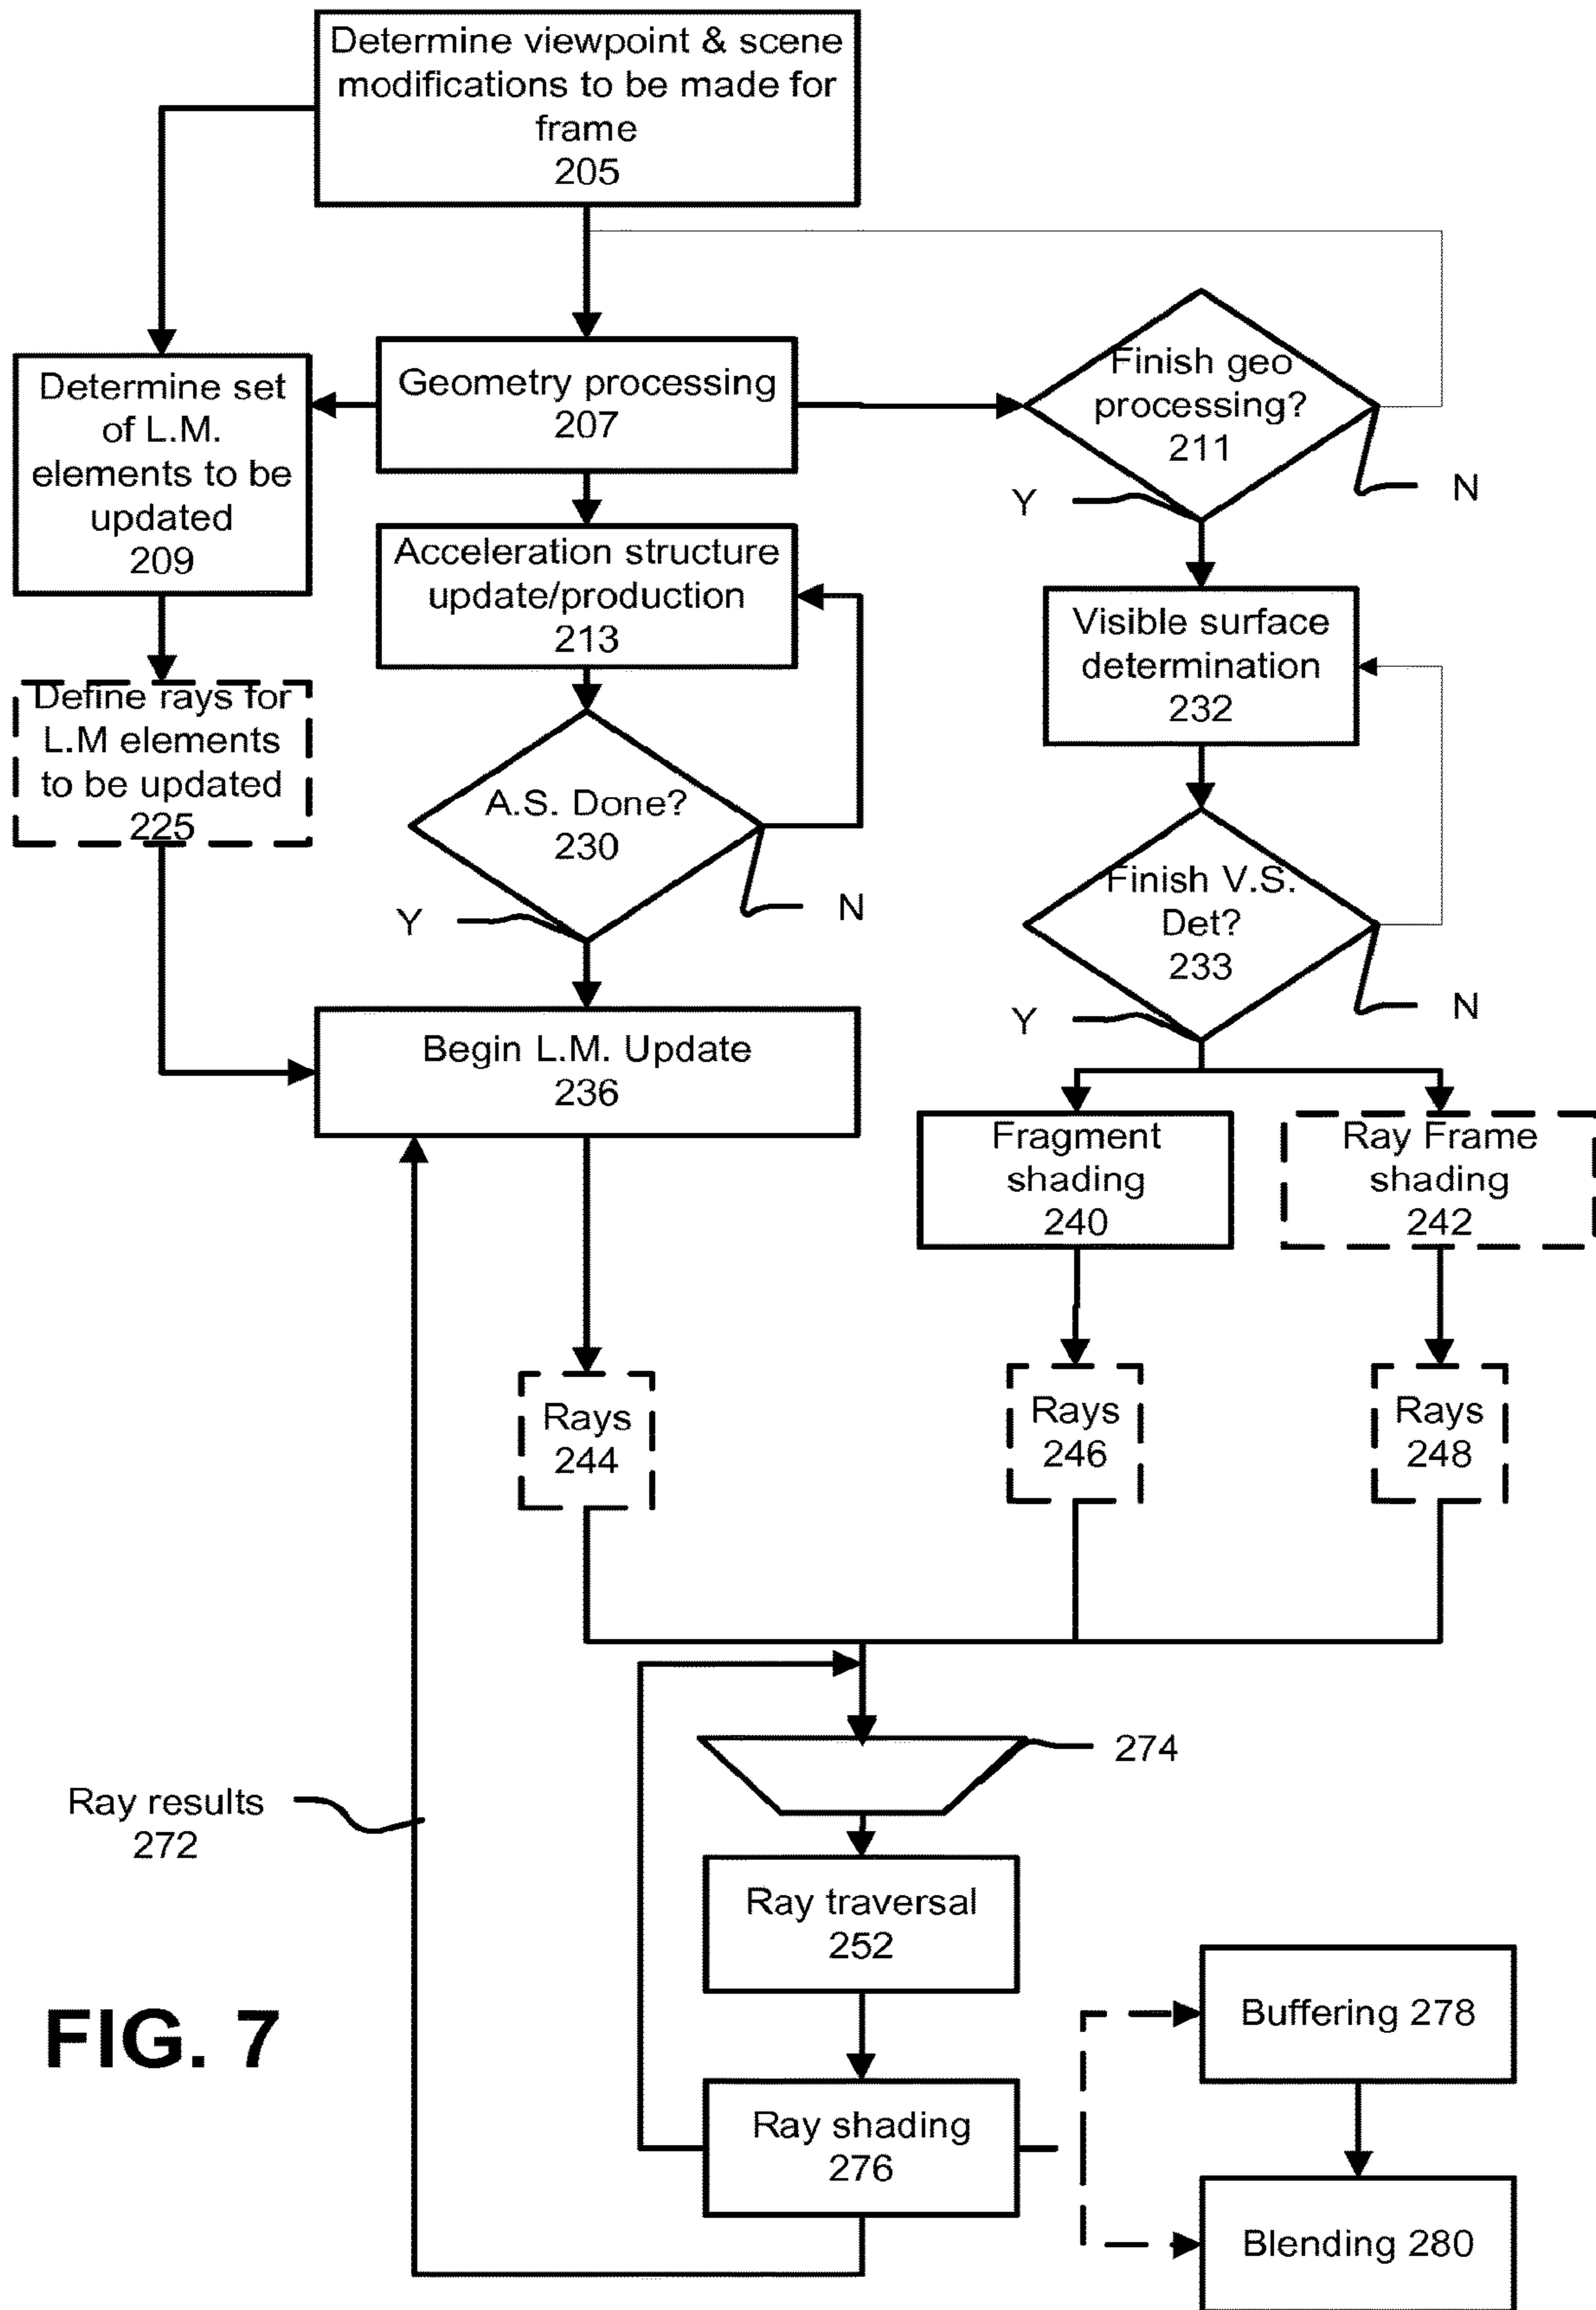 Determine viewpoint & scene
modifications to be made for
frame
205
Determine set
of L.M.
elements to be
updated
209
Geometry processing
207
Finish geo
processing?
211
Y
N
Acceleration structure
update/production
213
Visible surface
determination
232
Define rays for
L.M elements
to be updated
225
A.S. Done?
230
Y
N
Finish V.S.
Det?
233
Y
N
Begin L.M. Update
236
Fragment
shading
240
Ray Frame
shading
242
Rays
244
Rays
246
Rays
248
274
Ray results
272
Ray traversal
252
Ray shading
276
Buffering 278
Blending 280
FIG. 7